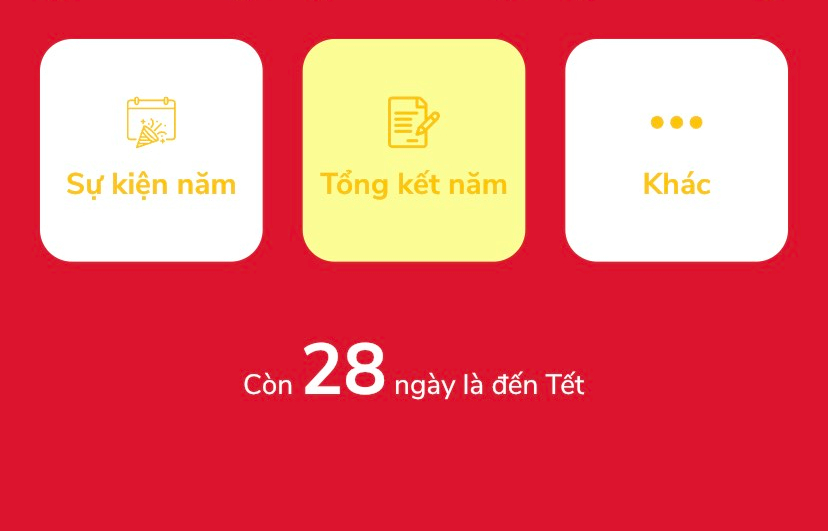 Sự kiện năm
Tổng kết năm
Khác
Còn 28 ngày là đến Tết